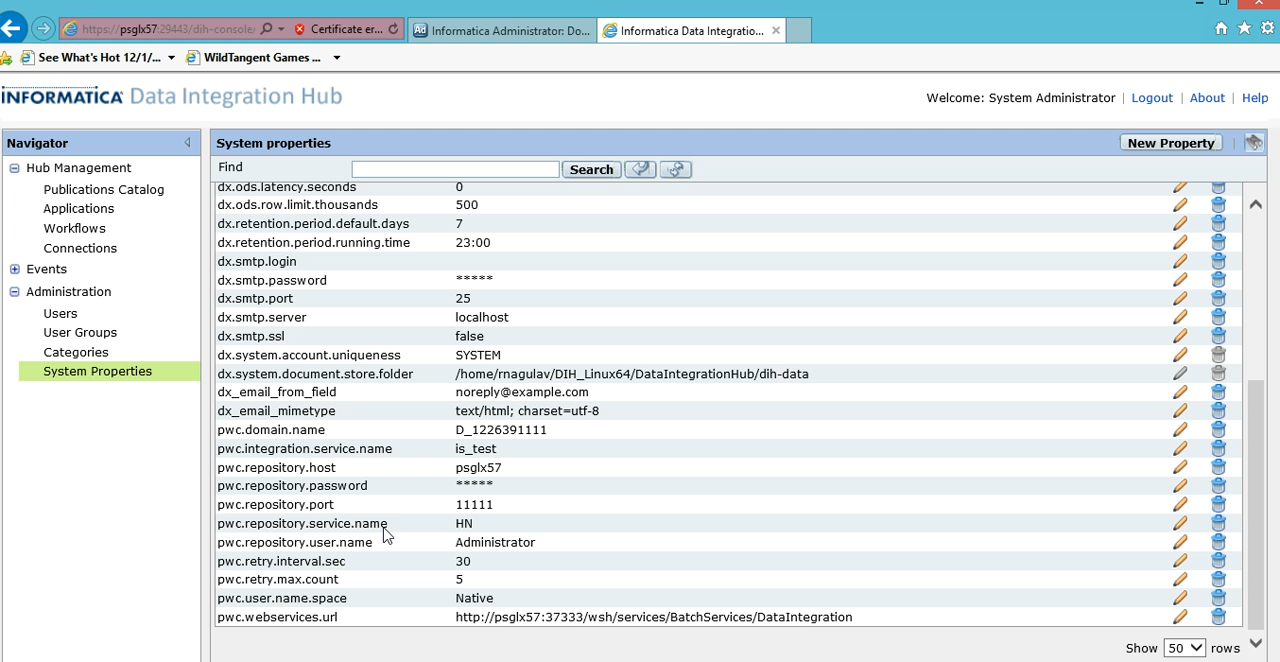 https://psglx57:29443/dih-console/ Certificate er... Informatica Administrator: Do... Informatica Data Integratio...
See What's Hot 12/1/... WildTangent Games ...
INFORMATICA Data Integration Hub
Welcome: System Administrator | Logout | About | Help
Navigator
Hub Management
Publications Catalog
Applications
Workflows
Connections
Events
Administration
Users
User Groups
Categories
System Properties
System properties New Property
Find Search
dx.ods.latency.seconds 0
dx.ods.row.limit.thousands 500
dx.retention.period.default.days 7
dx.retention.period.running.time 23:00
dx.smtp.login
dx.smtp.password *****
dx.smtp.port 25
dx.smtp.server localhost
dx.smtp.ssl false
dx.system.account.uniqueness SYSTEM
dx.system.document.store.folder /home/rnagulav/DIH_Linux64/DataIntegrationHub/dih-data
dx_email_from_field noreply@example.com
dx_email_mimetype text/html; charset=utf-8
pwc.domain.name D_1226391111
pwc.integration.service.name is_test
pwc.repository.host psglx57
pwc.repository.password *****
pwc.repository.port 11111
pwc.repository.service.name HN
pwc.repository.user.name Administrator
pwc.retry.interval.sec 30
pwc.retry.max.count 5
pwc.user.name.space Native
pwc.webservices.url http://psglx57:37333/wsh/services/BatchServices/DataIntegration
Show 50 rows